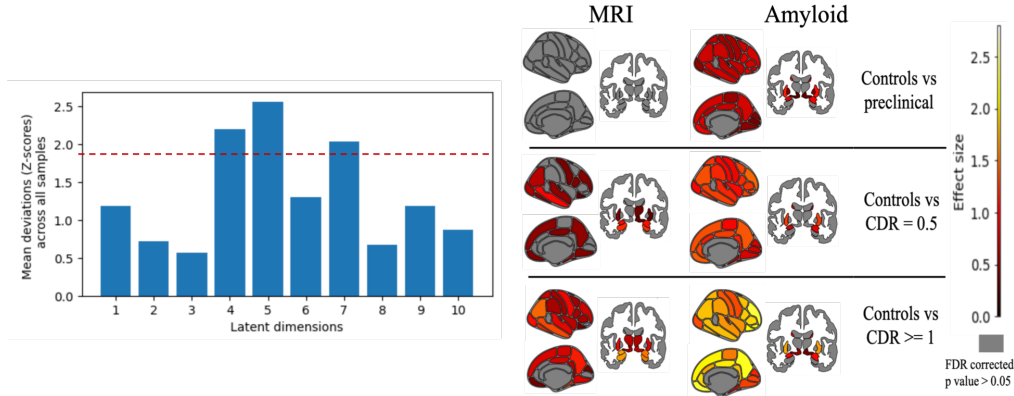 Mean deviations (Z-scores)
across all samples
2.5
2.0
1.5
1.0
0.5
0.0
1 2 3 4 5 6 7 8 9 10
Latent dimensions
MRI Amyloid
Controls vs
preclinical
Controls vs
CDR = 0.5
Controls vs
CDR >= 1
Effect size
2.5
2.0
1.5
1.0
0.5
0.0
FDR corrected
p value > 0.05